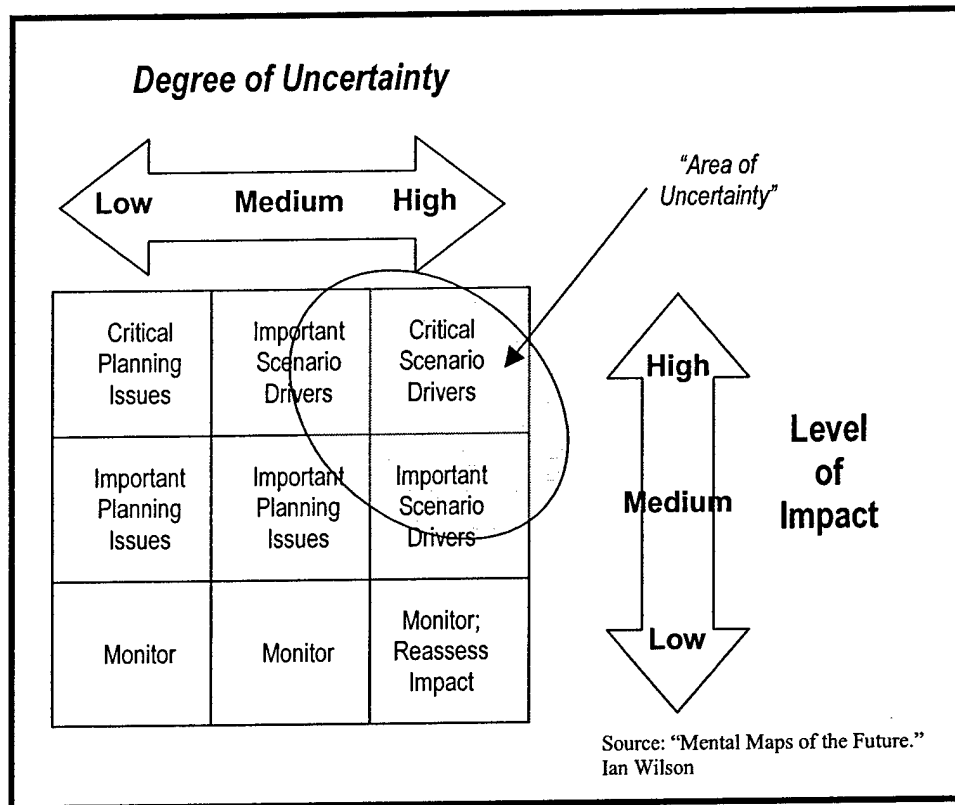 Degree of Uncertainty
Low Medium High
"Area of
Uncertainty"
Critical
Planning
Issues
Important
Scenario
Drivers
Critical
Scenario
Drivers
Important
Planning
Issues
Important
Planning
Issues
Important
Scenario
Drivers
Monitor
Monitor
Monitor;
Reassess
Impact
High
Medium
Low
Level
of
Impact
Source: "Mental Maps of the Future."
Ian Wilson